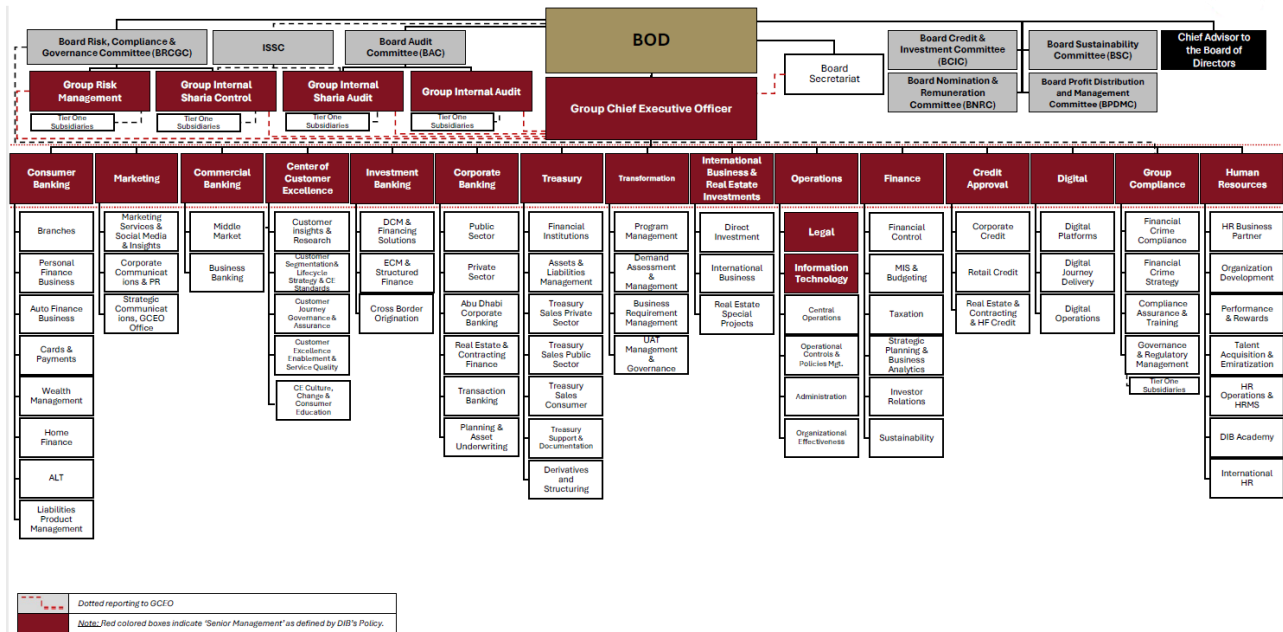 BOD
Board Risk, Compliance &
Governance Committee (BRCGC)
ISSC
Board Audit
Committee (BAC)
Board
Secretariat
Board Credit &
Investment Committee
(BCIC)
Board Sustainability
Committee (BSC)
Chief Advisor to
the Board of
Directors
Group Risk
Management
Group Internal
Sharia Control
Group Internal
Sharia Audit
Group Internal Audit
Group Chief Executive Officer
Board Nomination &
Remuneration
Committee (BNRC)
Board Profit Distribution
and Management
Committee (BPDMC)
Tier One
Subsidiaries
Tier One
Subsidiaries
Tier One
Subsidiaries
Tier One
Subsidiaries
Consumer
Banking
Branches
Personal
Finance
Business
Auto Finance
Business
Cards &
Payments
Wealth
Management
Home
Finance
ALT
Liabilities
Product
Management
Marketing
Marketing
Services &
Social Media
& Insights
Corporate
Communicat
ions & PR
Strategic
Communicat
ions, GCEO
Office
Commercial
Banking
Middle
Market
Business
Banking
Center of
Customer
Excellence
Customer
insights &
Research
Customer
Segmentation&
Lifecycle
Strategy & CE
Standards
Customer
Journey
Governance &
Assurance
Customer
Excellence
Enablement &
Service Quality
CE Culture,
Change &
Consumer
Education
Investment
Banking
DCM &
Financing
Solutions
ECM &
Structured
Finance
Cross Border
Origination
Corporate
Banking
Public
Sector
Private
Sector
Abu Dhabi
Corporate
Banking
Real Estate &
Contracting
Finance
Transaction
Banking
Planning &
Asset
Underwriting
Treasury
Financial
Institutions
Assets &
Liabilities
Management
Treasury
Sales Private
Sector
Treasury
Sales Public
Sector
Treasury
Sales
Consumer
Treasury
Support &
Documentation
Derivatives
and
Structuring
Transformation
Program
Management
Demand
Assessment &
Management
Business
Requirement
Management
UAT
Management &
Governance
International
Business &
Real Estate
Investments
Direct
Investment
International
Business
Real Estate
Special
Projects
Operations
Legal
Information
Technology
Central
Operations
Operational
Controls &
Policies Mgt.
Administration
Organizational
Effectiveness
Finance
Financial
Control
MIS &
Budgeting
Taxation
Strategic
Planning &
Business
Analytics
Investor
Relations
Sustainability
Credit
Approval
Corporate
Credit
Retail Credit
Real Estate &
Contracting
& HF Credit
Digital
Digital
Platforms
Digital
Journey
Delivery
Digital
Operations
Group
Compliance
Financial
Crime
Compliance
Financial
Crime
Strategy
Compliance
Assurance &
Training
Governance
& Regulatory
Management
Tier One
Subsidiaries
Human
Resources
HR Business
Partner
Organization
Development
Performance
& Rewards
Talent
Acquisition &
Emiratization
HR
Operations &
HRMS
DIB Academy
International
HR
Dotted reporting to GCEO
Note: Red colored boxes indicate 'Senior Management' as defined by DIB's Policy.